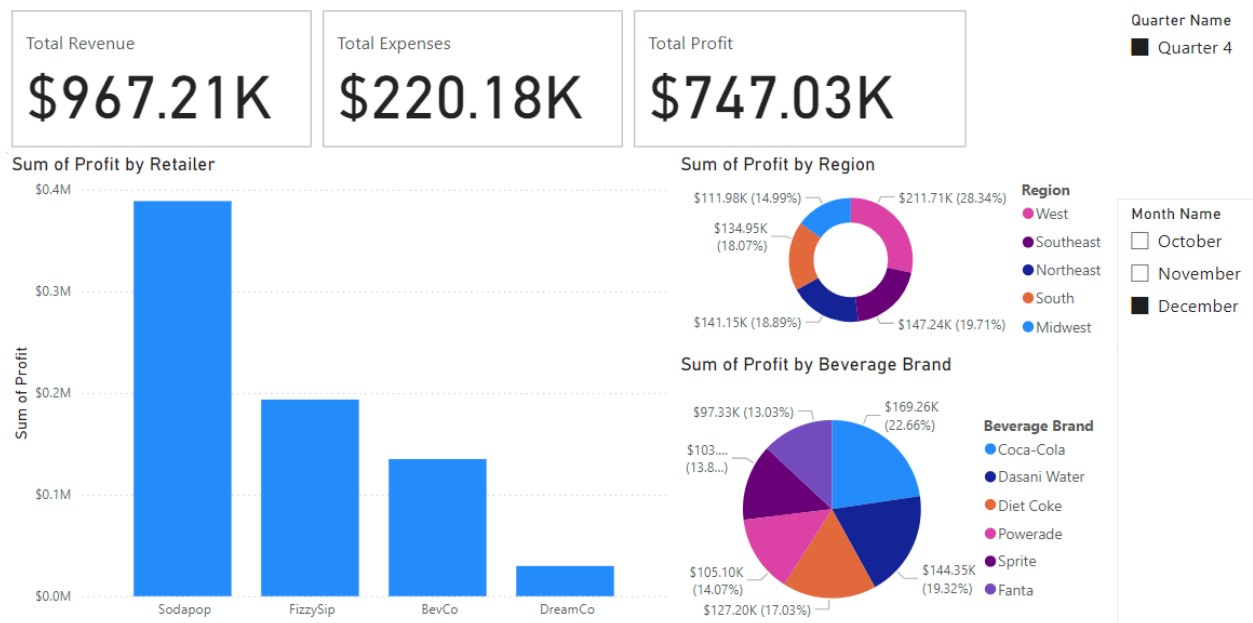 Total Revenue
$967.21K
Total Expenses
$220.18K
Total Profit
$747.03K
Quarter Name
Quarter 4
Sum of Profit by Retailer
Sum of Profit
$0.4M
$0.3M
$0.2M
$0.1M
$0.0M
Sodapop
FizzySip
BevCo
DreamCo
Sum of Profit by Region
$111.98K (14.99%)
$211.71K (28.34%)
$134.95K
(18.07%)
$141.15K (18.89%)
$147.24K (19.71%)
Region
West
Southeast
Northeast
South
Midwest
Month Name
October
November
December
Sum of Profit by Beverage Brand
$97.33K (13.03%)
$169.26K
(22.66%)
$103....
(13.8...)
$105.10K
(14.07%)
$144.35K
(19.32%)
$127.20K (17.03%)
Beverage Brand
Coca-Cola
Dasani Water
Diet Coke
Powerade
Sprite
Fanta